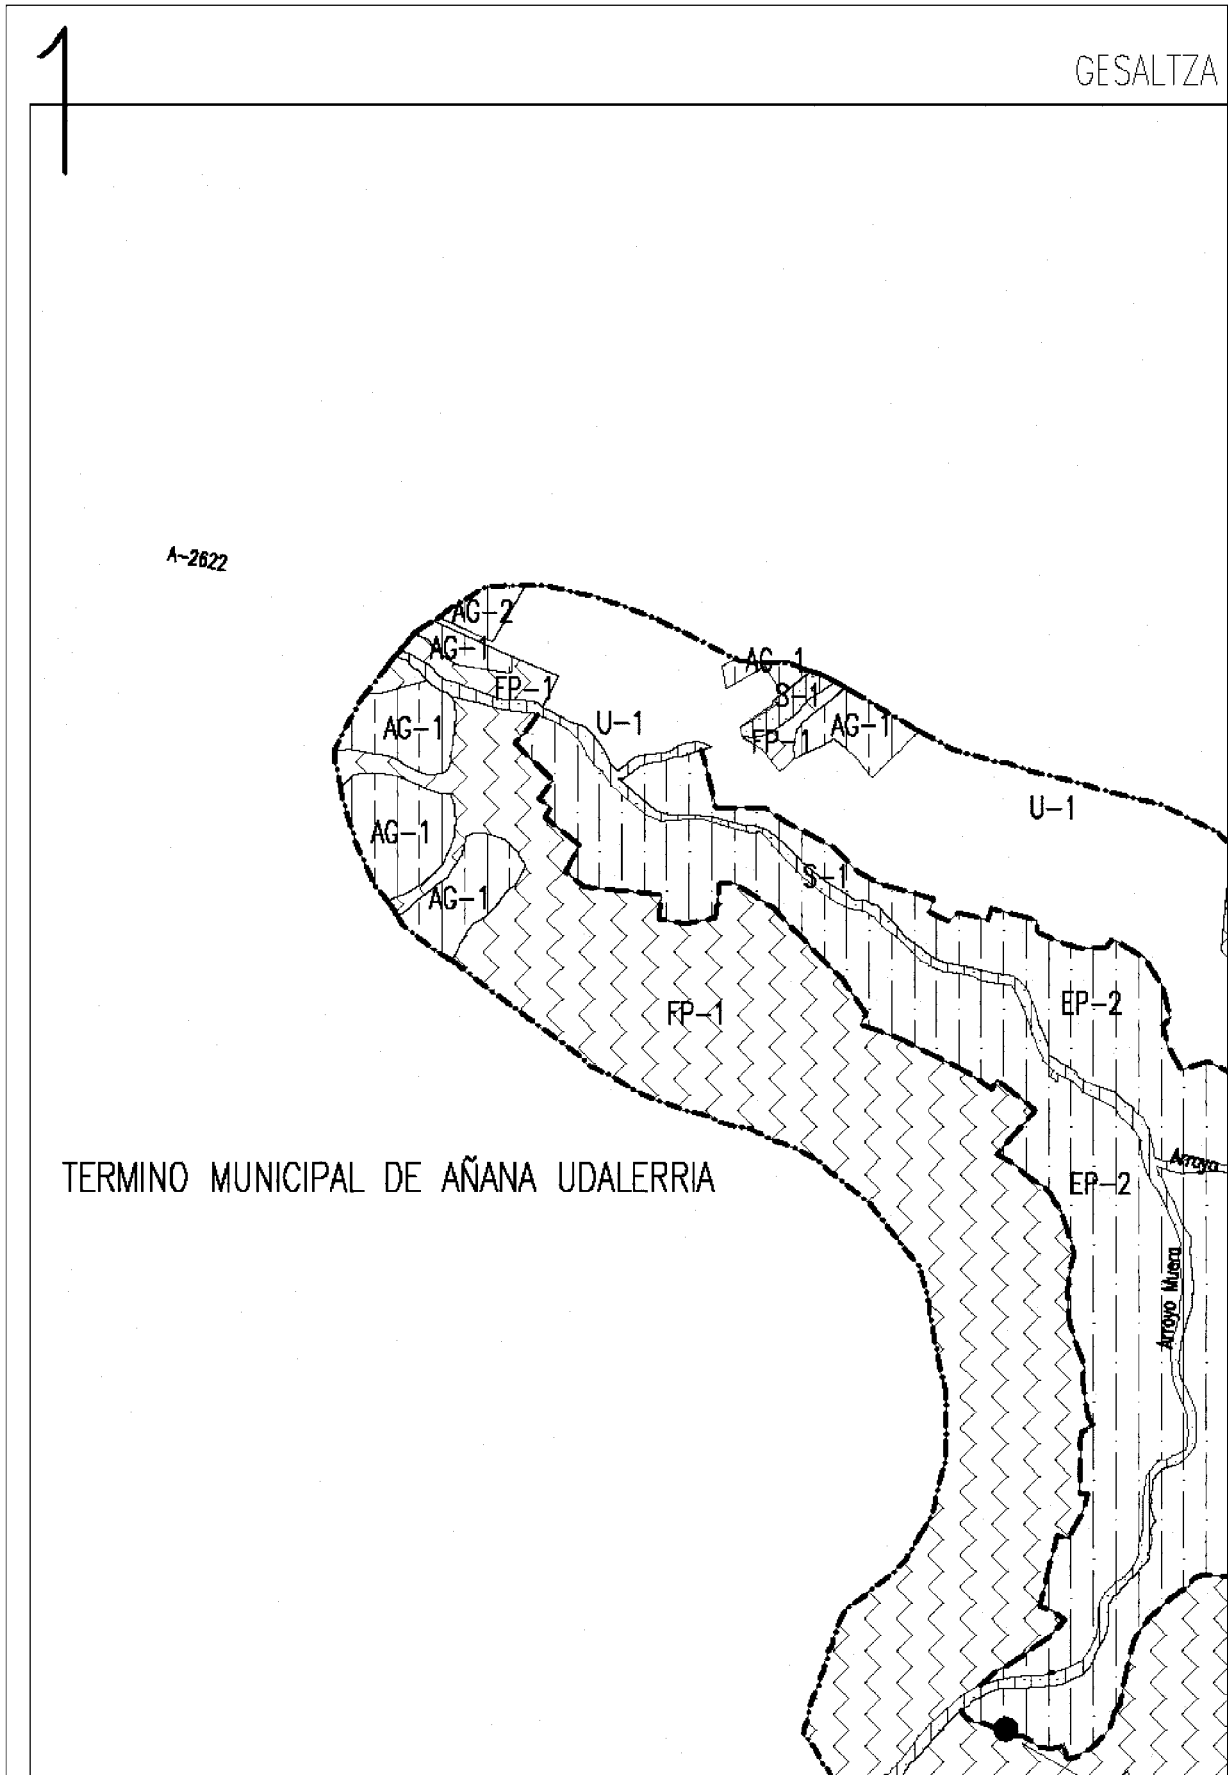 1
GESALTZA
A-2622
AG-2
AG-1
FP-1
AG-1
S-1
U-1
AG-1
AG-1
FP-1
U-1
AG-1
S-1
AG-1
EP-2
FP-1
Arroyo
TERMINO MUNICIPAL DE AÑANA UDALERRIA
EP-2
Arroyo Muera